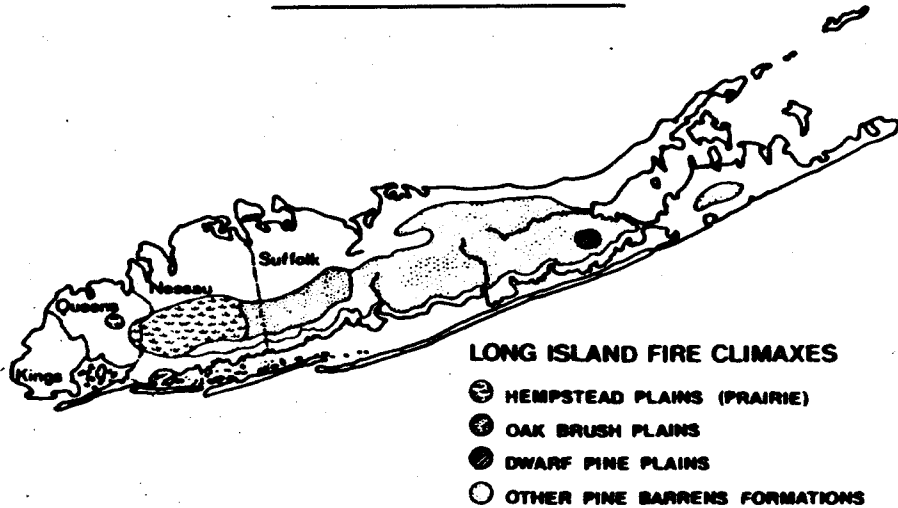 Suffolk
Nassau
Queens
Kings
LONG ISLAND FIRE CLIMAXES
HEMPSTEAD PLAINS (PRAIRIE)
OAK BRUSH PLAINS
DWARF PINE PLAINS
OTHER PINE BARRENS FORMATIONS